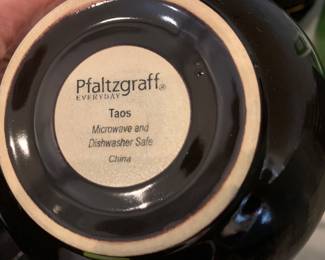 Pfaltzgraff®
EVERYDAY
Taos
Microwave and
Dishwasher Safe
China